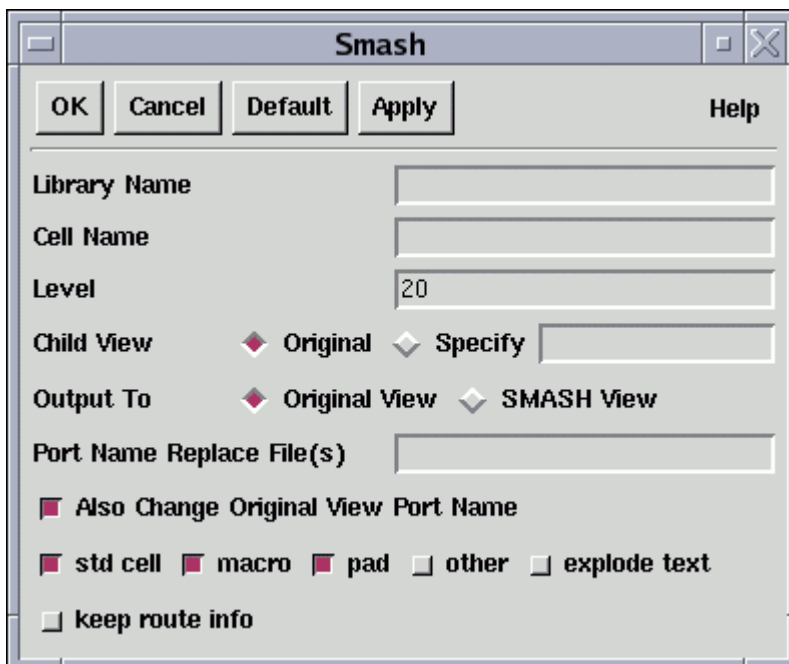 Smash
OK Cancel Default Apply Help
Library Name
Cell Name
Level 20
Child View Original Specify
Output To Original View SMASH View
Port Name Replace File(s)
Also Change Original View Port Name
std cell macro pad other explode text
keep route info